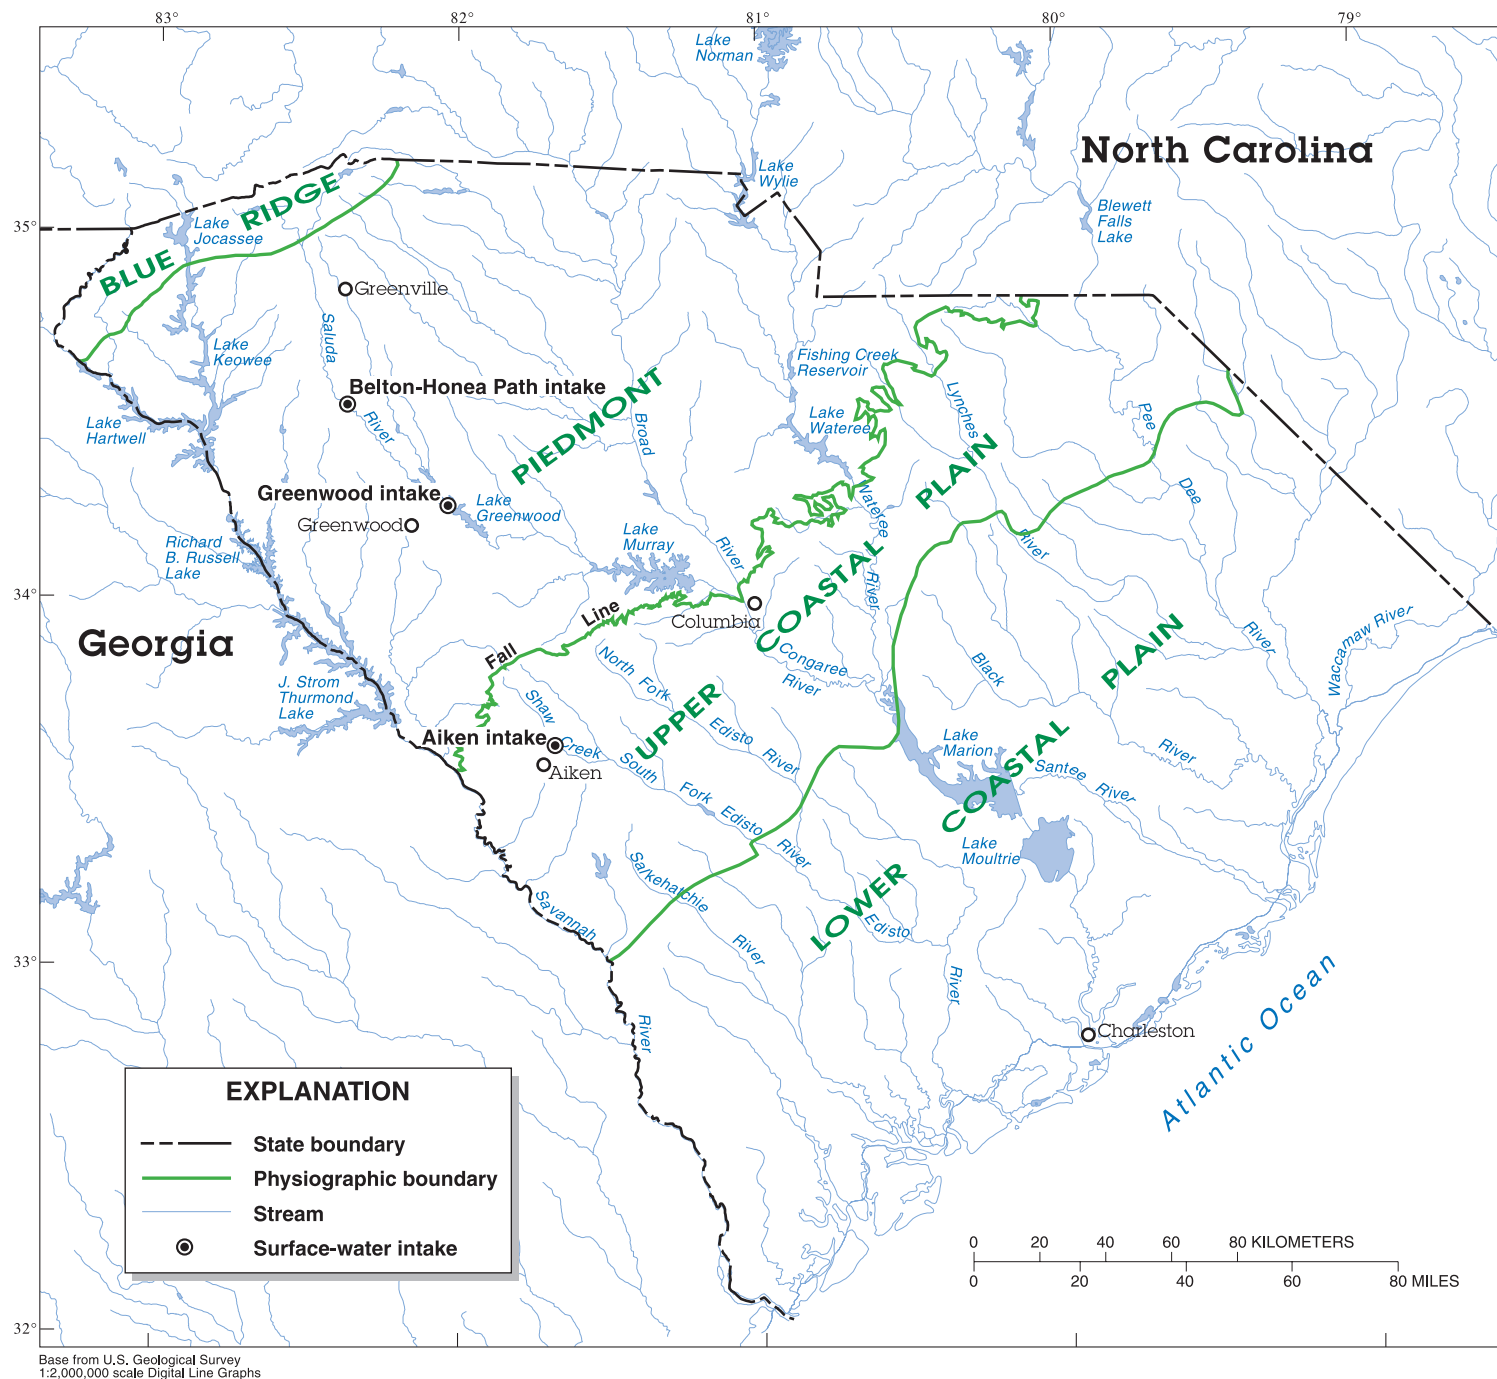 83°
82°
81°
80°
79°
35°
34°
33°
32°
Lake
Norman
North Carolina
Lake
Wylie
BLUE RIDGE
Lake
Jocassee
Blewett
Falls
Lake
Greenville
Saluda
River
Lake
Keowee
Fishing Creek
Reservoir
Belton-Honea Path intake
PIEDMONT
Lynches
River
Lake
Hartwell
Broad
River
Lake
Wateree
Pee
Dee
River
Greenwood intake
Lake
Greenwood
Greenwood
Wateree
River
UPPER COASTAL PLAIN
Richard
B. Russell
Lake
Lake
Murray
Georgia
Fall Line
Columbia
Congaree
River
Black
River
Waccamaw River
LOWER COASTAL PLAIN
J. Strom
Thurmond
Lake
Shaw
Creek
North Fork
Edisto River
Aiken intake
Aiken
South
Fork Edisto
River
Lake
Marion
Santee River
Lake
Moultrie
Salkehatchie
River
Savannah
River
Edisto
River
Charleston
Atlantic Ocean
EXPLANATION
State boundary
Physiographic boundary
Stream
Surface-water intake
0 20 40 60 80 KILOMETERS
0 20 40 60 80 MILES
Base from U.S. Geological Survey
1:2,000,000 scale Digital Line Graphs